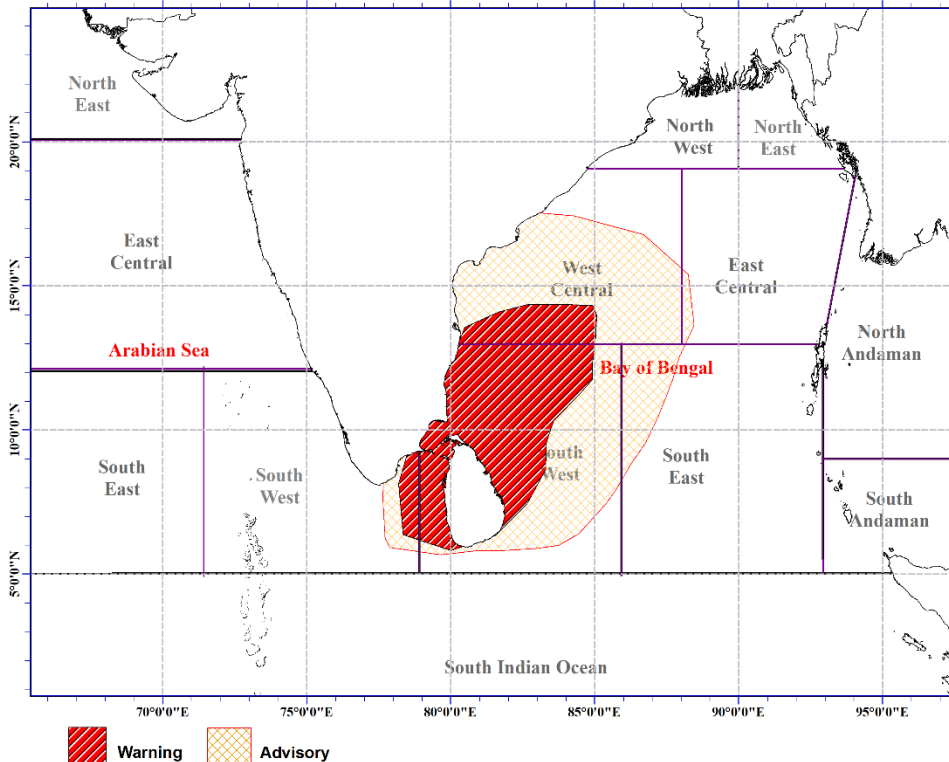 North
East
North
West
North
East
20°0'0"N
East
Central
West
Central
East
Central
15°0'0"N
North
Andaman
Arabian Sea
Bay of Bengal
10°0'0"N
South
East
South
West
South
West
South
East
South
Andaman
5°0'0"N
South Indian Ocean
70°0'0"E 75°0'0"E 80°0'0"E 85°0'0"E 90°0'0"E 95°0'0"E
Warning Advisory